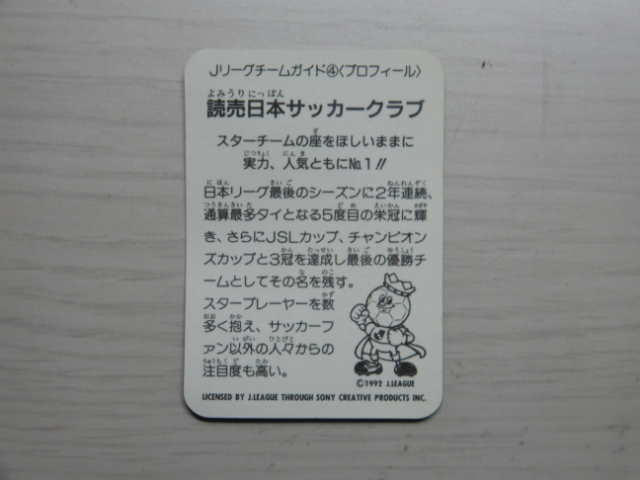 Jリーグチームガイド④〈プロフィール〉
よみうりにっぽん
読売日本サッカークラブ
スターチームの座をほしいままに
実力、人気ともに№1!!
日本リーグ最後のシーズンに2年連続、
通算最多タイとなる5度目の栄冠に輝
き、さらにJSLカップ、チャンピオン
ズカップと3冠を達成し最後の優勝チ
ームとしてその名を残す。
スタープレーヤーを数
多く抱え、サッカーフ
ァン以外の人々からの
注目度も高い。
©1992 J.LEAGUE
LICENSED BY J.LEAGUE THROUGH SONY CREATIVE PRODUCTS INC.